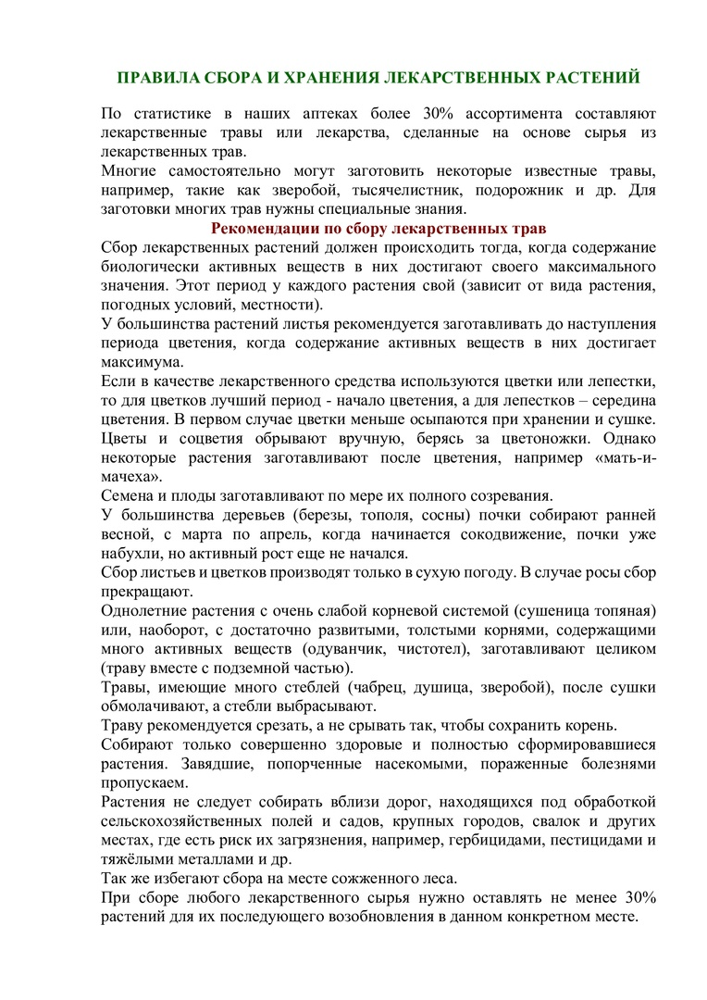 ПРАВИЛА СБОРА И ХРАНЕНИЯ ЛЕКАРСТВЕННЫХ РАСТЕНИЙ
По статистике в наших аптеках более 30% ассортимента составляют
лекарственные травы или лекарства, сделанные на основе сырья из
лекарственных трав.
Многие самостоятельно могут заготовить некоторые известные травы,
например, такие как зверобой, тысячелистник, подорожник и др. Для
заготовки многих трав нужны специальные знания.
Рекомендации по сбору лекарственных трав
Сбор лекарственных растений должен происходить тогда, когда содержание
биологически активных веществ в них достигают своего максимального
значения. Этот период у каждого растения свой (зависит от вида растения,
погодных условий, местности).
У большинства растений листья рекомендуется заготавливать до наступления
периода цветения, когда содержание активных веществ в них достигает
максимума.
Если в качестве лекарственного средства используются цветки или лепестки,
то для цветков лучший период - начало цветения, а для лепестков – середина
цветения. В первом случае цветки меньше осыпаются при хранении и сушке.
Цветы и соцветия обрывают вручную, берясь за цветоножки. Однако
некоторые растения заготавливают после цветения, например «мать-и-
мачеха».
Семена и плоды заготавливают по мере их полного созревания.
У большинства деревьев (березы, тополя, сосны) почки собирают ранней
весной, с марта по апрель, когда начинается сокодвижение, почки уже
набухли, но активный рост еще не начался.
Сбор листьев и цветков производят только в сухую погоду. В случае росы сбор
прекращают.
Однолетние растения с очень слабой корневой системой (сушеница топяная)
или, наоборот, с достаточно развитыми, толстыми корнями, содержащими
много активных веществ (одуванчик, чистотел), заготавливают целиком
(траву вместе с подземной частью).
Травы, имеющие много стеблей (чабрец, душица, зверобой), после сушки
обмолачивают, а стебли выбрасывают.
Траву рекомендуется срезать, а не срывать так, чтобы сохранить корень.
Собирают только совершенно здоровые и полностью сформировавшиеся
растения. Завядшие, попорченные насекомыми, пораженные болезнями
пропускаем.
Растения не следует собирать вблизи дорог, находящихся под обработкой
сельскохозяйственных полей и садов, крупных городов, свалок и других
местах, где есть риск их загрязнения, например, гербицидами, пестицидами и
тяжёлыми металлами и др.
Так же избегают сбора на месте сожженного леса.
При сборе любого лекарственного сырья нужно оставлять не менее 30%
растений для их последующего возобновления в данном конкретном месте.